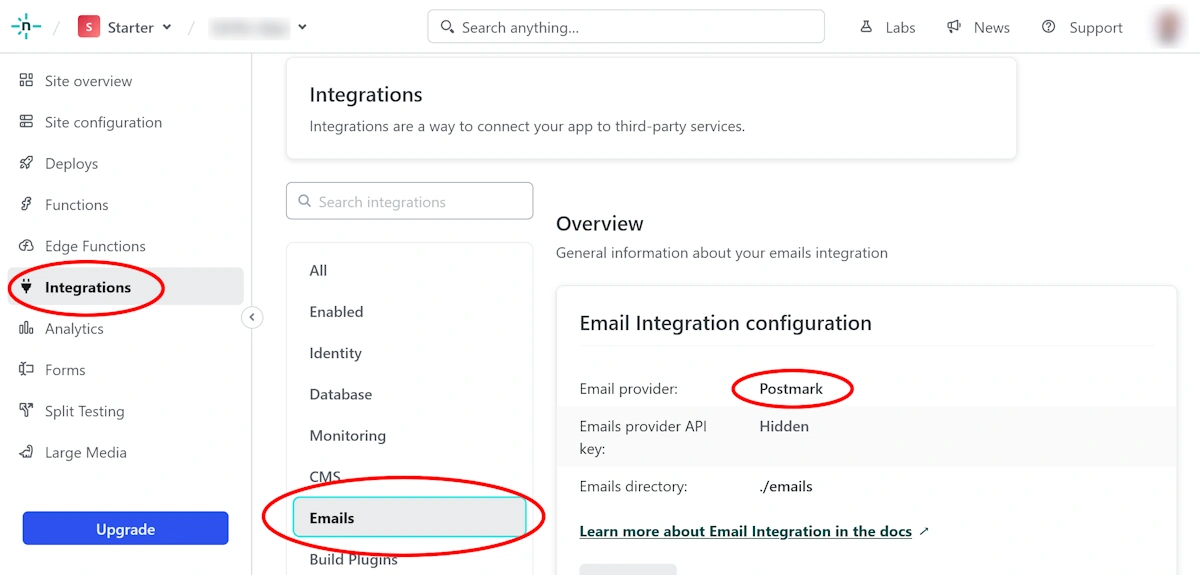 n
S Starter
Search anything...
Labs
News
Support
Site overview
Site configuration
Deploys
Functions
Edge Functions
Integrations
Analytics
Forms
Split Testing
Large Media
Upgrade
Integrations
Integrations are a way to connect your app to third-party services.
Search integrations
All
Enabled
Identity
Database
Monitoring
CMS
Emails
Build Plugins
Overview
General information about your emails integration
Email Integration configuration
Email provider: Postmark
Emails provider API Hidden
key:
Emails directory: ./emails
Learn more about Email Integration in the docs